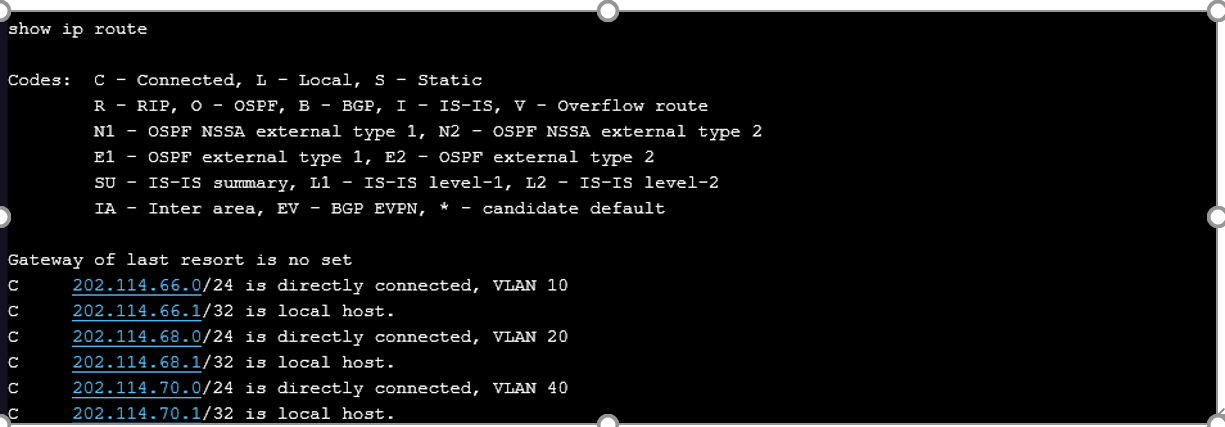 show ip route
Codes:  C - Connected, L - Local, S - Static
        R - RIP, O - OSPF, B - BGP, I - IS-IS, V - Overflow route
        N1 - OSPF NSSA external type 1, N2 - OSPF NSSA external type 2
        E1 - OSPF external type 1, E2 - OSPF external type 2
        SU - IS-IS summary, L1 - IS-IS level-1, L2 - IS-IS level-2
        IA - Inter area, EV - BGP EVPN, * - candidate default
Gateway of last resort is no set
C     202.114.66.0/24 is directly connected, VLAN 10
C     202.114.66.1/32 is local host.
C     202.114.68.0/24 is directly connected, VLAN 20
C     202.114.68.1/32 is local host.
C     202.114.70.0/24 is directly connected, VLAN 40
C     202.114.70.1/32 is local host.